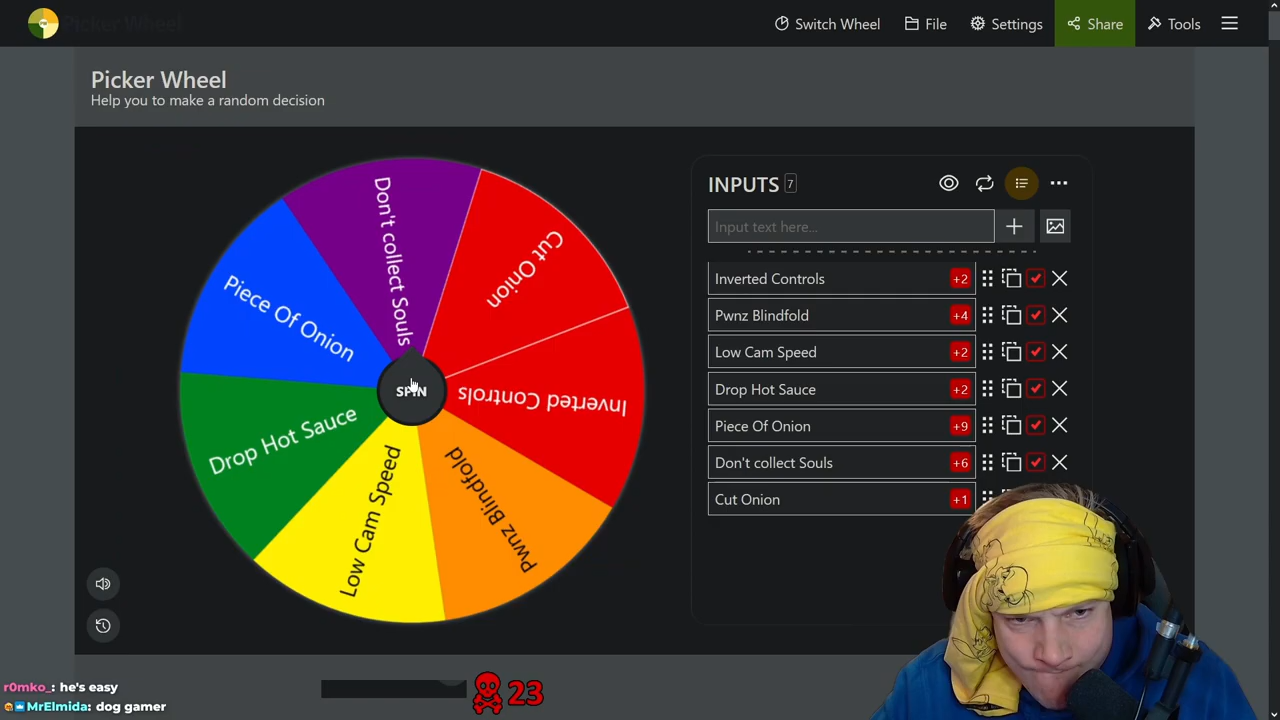 Picker Wheel
Switch Wheel
File
Settings
Share
Tools
Picker Wheel
Help you to make a random decision
Don't collect Souls
Cut Onion
Inverted Controls
Pwnz Blindfold
Low Cam Speed
Drop Hot Sauce
Piece Of Onion
SPIN
INPUTS 7
Input text here...
Inverted Controls +2
Pwnz Blindfold +4
Low Cam Speed +2
Drop Hot Sauce +2
Piece Of Onion +9
Don't collect Souls +6
Cut Onion +1
r0mko_: he's easy
MrElmida: dog gamer
23